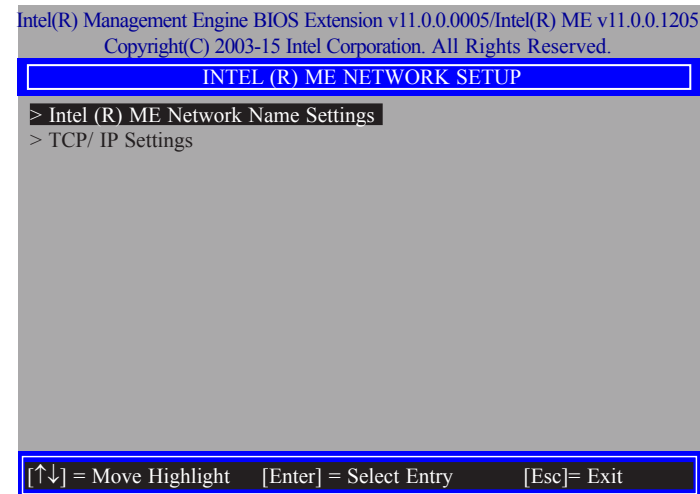 Intel(R) Management Engine BIOS Extension v11.0.0.0005/Intel(R) ME v11.0.0.1205
Copyright(C) 2003-15 Intel Corporation. All Rights Reserved.
INTEL (R) ME NETWORK SETUP
> Intel (R) ME Network Name Settings
> TCP/ IP Settings
[↑↓] = Move Highlight [Enter] = Select Entry [Esc]= Exit